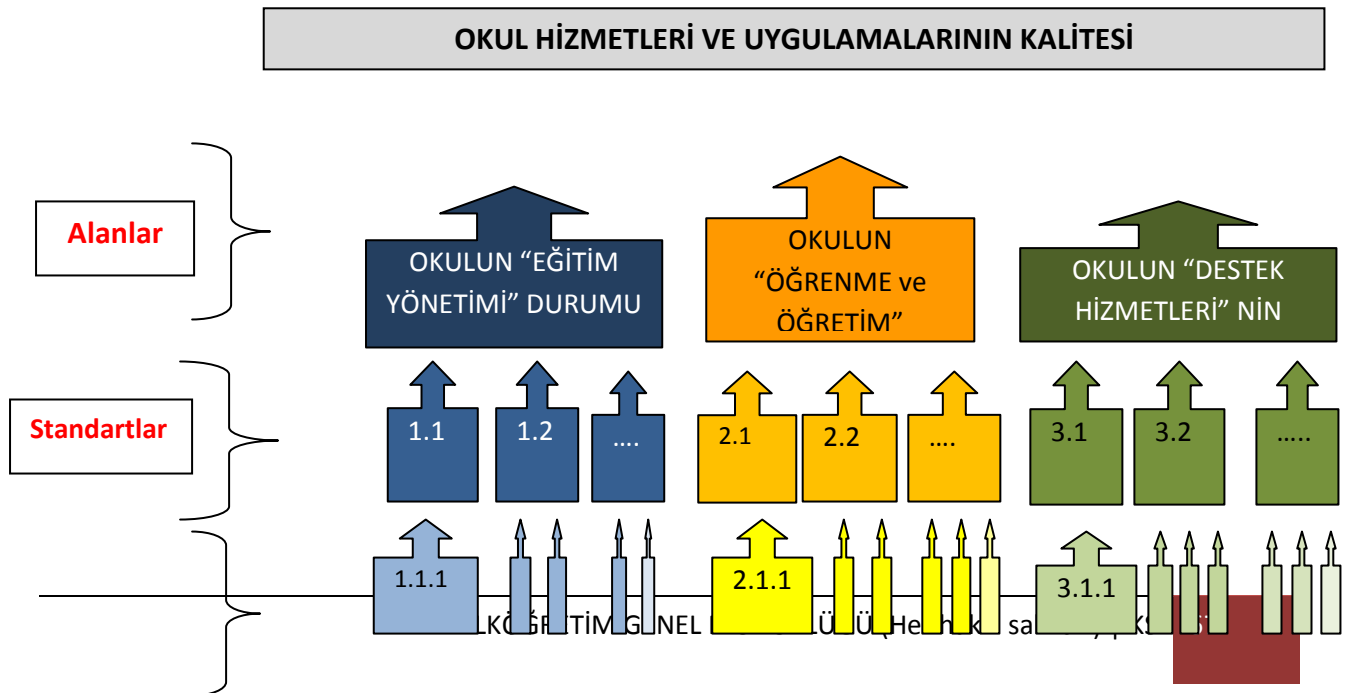 OKUL HİZMETLERİ VE UYGULAMALARININ KALİTESİ
Alanlar
OKULUN “EĞİTİM
YÖNETİMİ” DURUMU
OKULUN
“ÖĞRENME ve
ÖĞRETİM”
OKULUN “DESTEK
HİZMETLERİ” NİN
Standartlar
1.1
1.2
….
2.1
2.2
….
3.1
3.2
…..
1.1.1
2.1.1
3.1.1